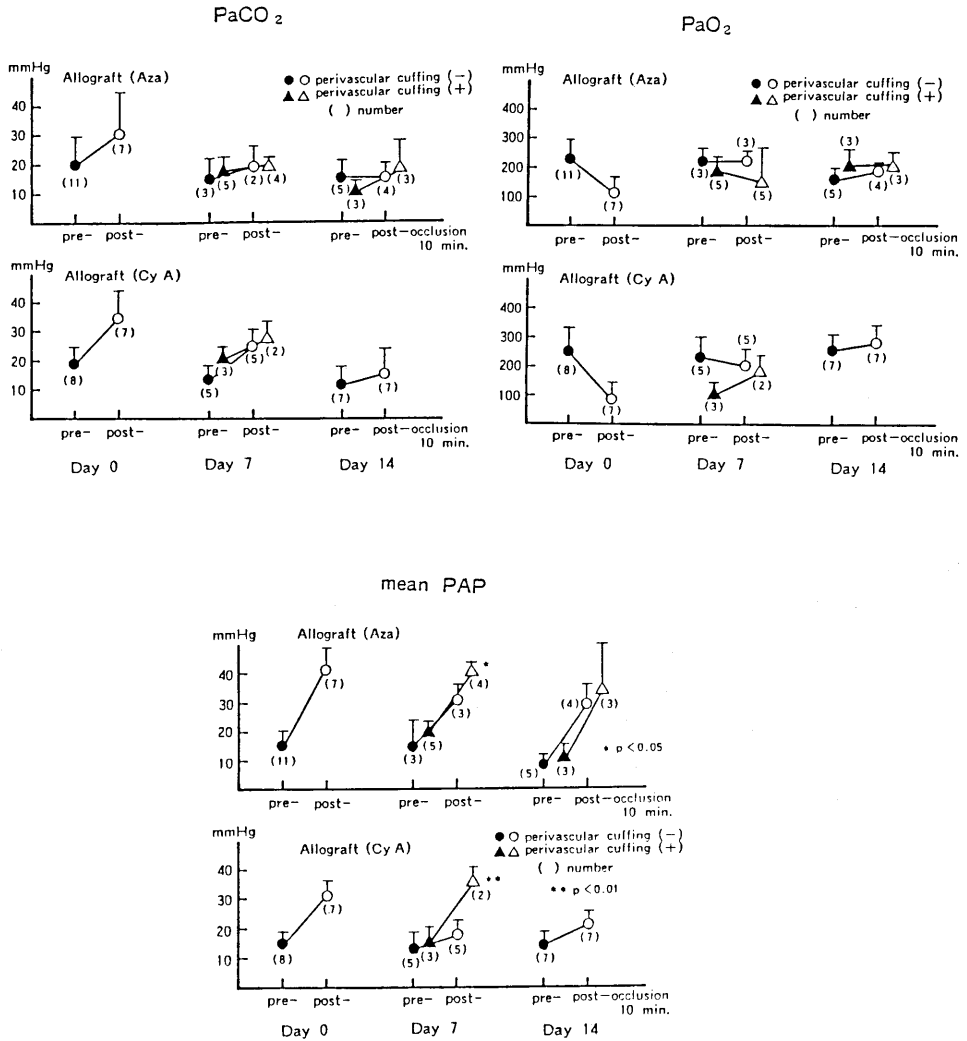 PaCO2
mmHg
Allograft (Aza)
●○ perivascular cuffing (−)
▲△ perivascular cuffing (+)
( ) number
40
30
20
10
(11)
(7)
(3)
(5)
(2)
(4)
(5)
(3)
(4)
(3)
pre- post- pre- post- pre- post-occlusion
10 min.
mmHg
Allograft (Cy A)
40
30
20
10
(8)
(7)
(5)
(3)
(5)
(2)
(7)
(7)
pre- post- pre- post- pre- post-occlusion
10 min.
Day 0 Day 7 Day 14
PaO2
Allograft (Aza)
●○ perivascular cuffing (−)
▲△ perivascular cuffing (+)
( ) number
400
300
200
100
(11)
(7)
(3)
(5)
(3)
(5)
(3)
(5)
(4)
(3)
pre- post- pre- post- pre- post-occlusion
10 min.
mmHg
Allograft (Cy A)
400
300
200
100
(8)
(7)
(5)
(3)
(5)
(2)
(7)
(7)
pre- post- pre- post- pre- post-occlusion
10 min.
Day 0 Day 7 Day 14
mean PAP
mmHg
Allograft (Aza)
40
30
20
10
(11)
(7)
(3)
(5)
(3)
(4)
*
(5)
(3)
(4)
(3)
* p<0.05
pre- post- pre- post- pre- post-occlusion
10 min.
mmHg
Allograft (Cy A)
●○ perivascular cuffing (−)
▲△ perivascular cuffing (+)
( ) number
** p<0.01
40
30
20
10
(8)
(7)
(5)
(3)
(5)
(2)
**
(7)
(7)
pre- post- pre- post- pre- post-occlusion
10 min.
Day 0 Day 7 Day 14